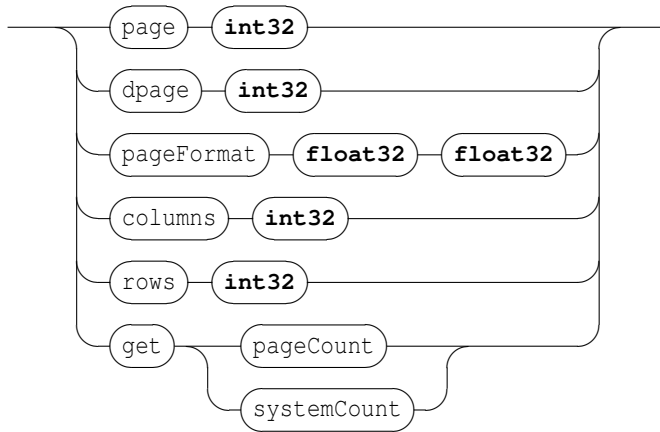 page int32
dpage int32
pageFormat float32 float32
columns int32
rows int32
get pageCount
systemCount